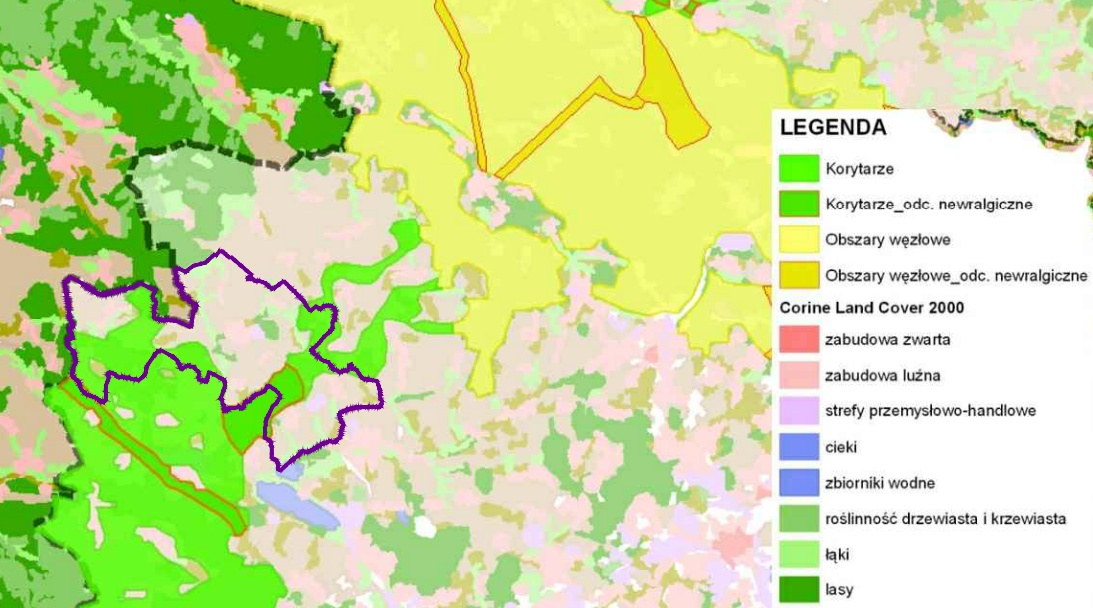 LEGENDA
Korytarze
Korytarze_odc. newralgiczne
Obszary węzłowe
Obszary węzłowe_odc. newralgiczne
Corine Land Cover 2000
zabudowa zwarta
zabudowa luźna
strefy przemysłowo-handlowe
cieki
zbiorniki wodne
roślinność drzewiasta i krzewiasta
łąki
lasy